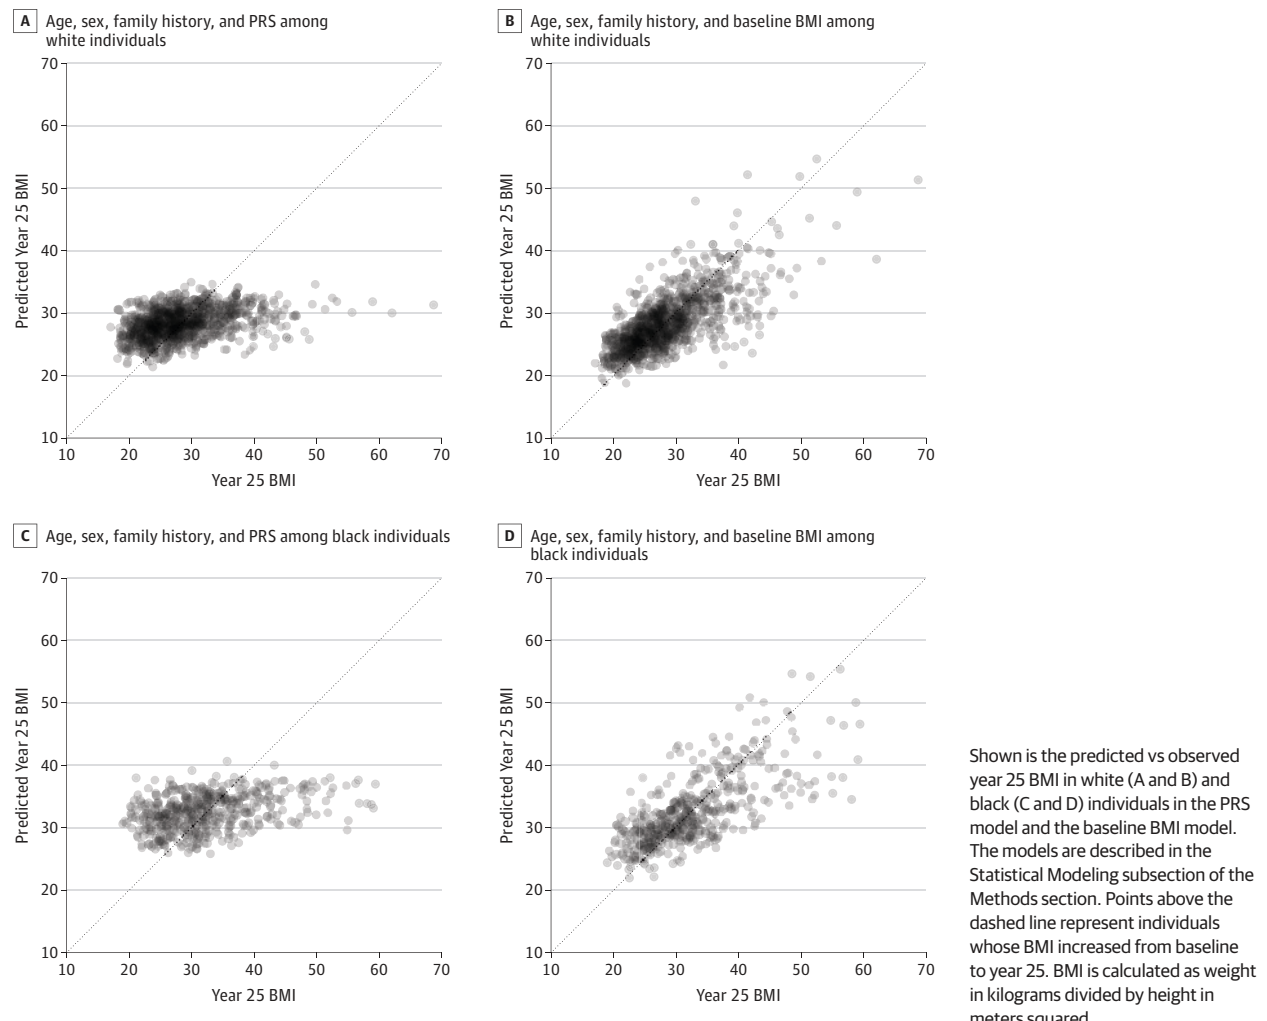 A Age, sex, family history, and PRS among
white individuals
70
60
50
40
30
20
10
Predicted Year 25 BMI
10 20 30 40 50 60 70
Year 25 BMI
B Age, sex, family history, and baseline BMI among
white individuals
70
60
50
40
30
20
10
Predicted Year 25 BMI
10 20 30 40 50 60 70
Year 25 BMI
C Age, sex, family history, and PRS among black individuals
70
60
50
40
30
20
10
Predicted Year 25 BMI
10 20 30 40 50 60 70
Year 25 BMI
D Age, sex, family history, and baseline BMI among
black individuals
70
60
50
40
30
20
10
Predicted Year 25 BMI
10 20 30 40 50 60 70
Year 25 BMI
Shown is the predicted vs observed
year 25 BMI in white (A and B) and
black (C and D) individuals in the PRS
model and the baseline BMI model.
The models are described in the
Statistical Modeling subsection of the
Methods section. Points above the
dashed line represent individuals
whose BMI increased from baseline
to year 25. BMI is calculated as weight
in kilograms divided by height in
meters squared.